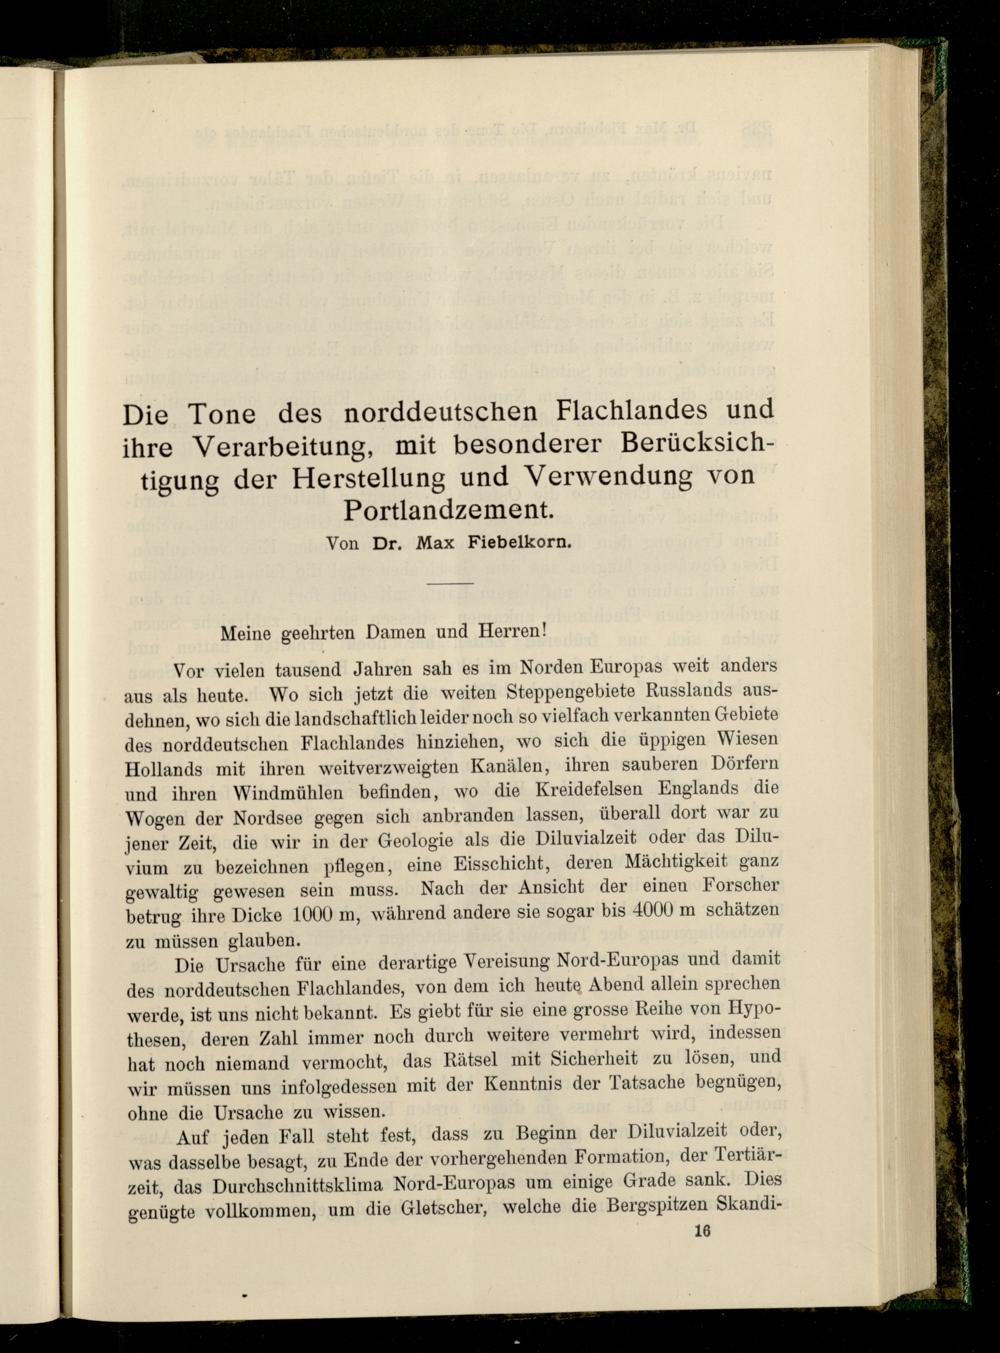 Die Tone des norddeutschen Flachlandes und
ihre Verarbeitung, mit besonderer Berücksich-
tigung der Herstellung und Verwendung von
Portlandzement.
Von Dr. Max Fiebelkorn.
Meine geehrten Damen und Herren!
Vor vielen tausend Jahren sah es im Norden Europas weit anders
aus als heute. Wo sich jetzt die weiten Steppengebiete Russlands aus-
dehnen, wo sich die landschaftlich leider noch so vielfach verkannten Gebiete
des norddeutschen Flachlandes hinziehen, wo sich die üppigen Wiesen
Hollands mit ihren weitverzweigten Kanälen, ihren sauberen Dörfern
und ihren Windmühlen befinden, wo die Kreidefelsen Englands die
Wogen der Nordsee gegen sich anbranden lassen, überall dort war zu
jener Zeit, die wir in der Geologie als die Diluvialzeit oder das Dilu-
vium zu bezeichnen pflegen, eine Eisschicht, deren Mächtigkeit ganz
gewaltig gewesen sein muss. Nach der Ansicht der einen Forscher
betrug ihre Dicke 1000 m, während andere sie sogar bis 4000 m schätzen
zu müssen glauben.
Die Ursache für eine derartige Vereisung Nord-Europas und damit
des norddeutschen Flachlandes, von dem ich heute Abend allein sprechen
werde, ist uns nicht bekannt. Es giebt für sie eine grosse Reihe von Hypo-
thesen, deren Zahl immer noch durch weitere vermehrt wird, indessen
hat noch niemand vermocht, das Rätsel mit Sicherheit zu lösen, und
wir müssen uns infolgedessen mit der Kenntnis der Tatsache begnügen,
ohne die Ursache zu wissen.
Auf jeden Fall steht fest, dass zu Beginn der Diluvialzeit oder,
was dasselbe besagt, zu Ende der vorhergehenden Formation, der Tertiär-
zeit, das Durchschnittsklima Nord-Europas um einige Grade sank. Dies
genügte vollkommen, um die Gletscher, welche die Bergspitzen Skandi-
16